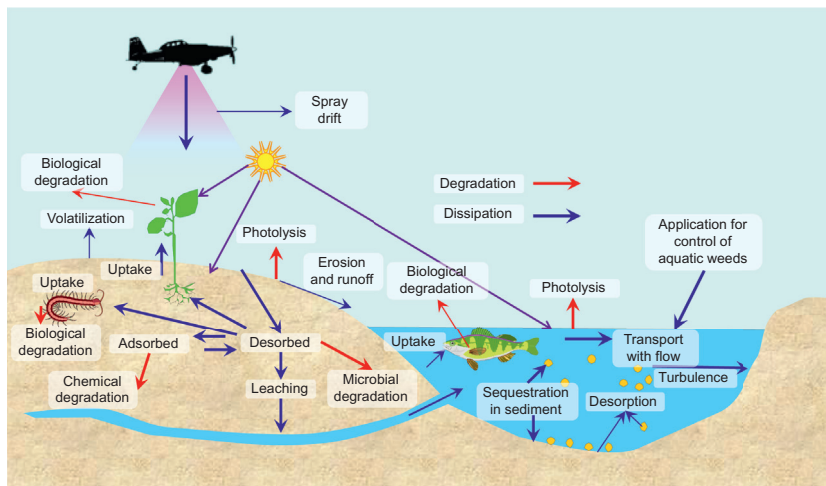 Spray
drift
Biological
degradation
Degradation
Volatilization
Dissipation
Application for
control of
aquatic weeds
Photolysis
Uptake
Erosion
and runoff
Biological
degradation
Photolysis
Uptake
Biological
degradation
Adsorbed
Desorbed
Uptake
Transport
with flow
Turbulence
Chemical
degradation
Leaching
Microbial
degradation
Sequestration
in sediment
Desorption